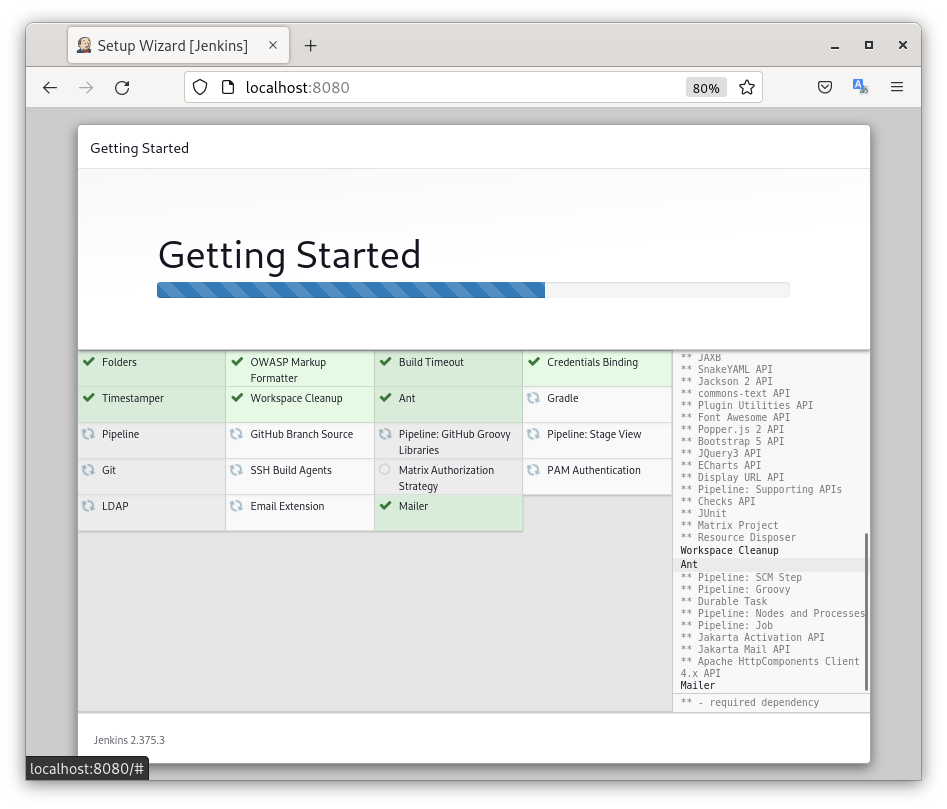 Setup Wizard [Jenkins]
localhost:8080
80%
Getting Started
Getting Started
Folders
OWASP Markup
Formatter
Build Timeout
Credentials Binding
Timestamper
Workspace Cleanup
Ant
Gradle
Pipeline
GitHub Branch Source
Pipeline: GitHub Groovy
Libraries
Pipeline: Stage View
Git
SSH Build Agents
Matrix Authorization
Strategy
PAM Authentication
LDAP
Email Extension
Mailer
** JAXB
** SnakeYAML API
** Jackson 2 API
** commons-text API
** Plugin Utilities API
** Font Awesome API
** Popper.js 2 API
** Bootstrap 5 API
** JQuery3 API
** ECharts API
** Display URL API
** Pipeline: Supporting APIs
** Checks API
** JUnit
** Matrix Project
** Resource Disposer
Workspace Cleanup
Ant
** Pipeline: SCM Step
** Pipeline: Groovy
** Durable Task
** Pipeline: Nodes and Processes
** Pipeline: Job
** Jakarta Activation API
** Jakarta Mail API
** Apache HttpComponents Client
4.x API
Mailer
** - required dependency
Jenkins 2.375.3
localhost:8080/#